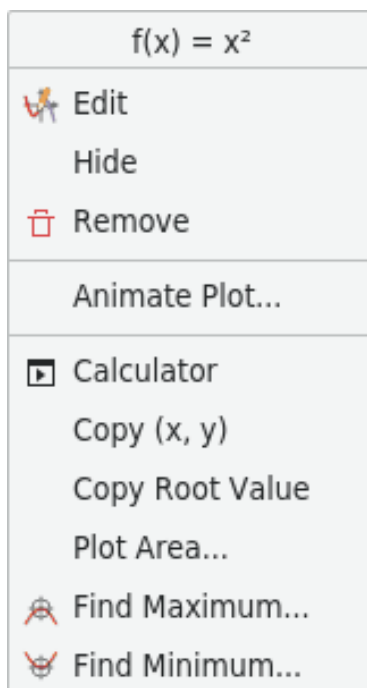 f(x) = x²
Edit
Hide
Remove
Animate Plot...
Calculator
Copy (x, y)
Copy Root Value
Plot Area...
Find Maximum...
Find Minimum...